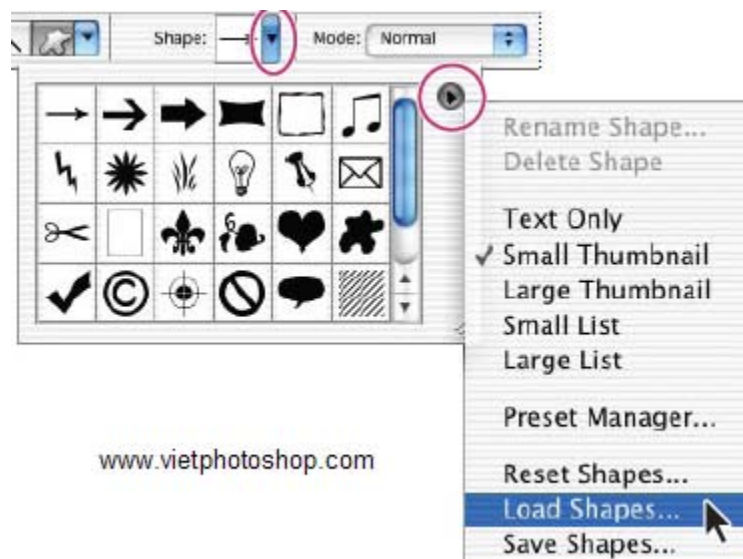 Shape:
Mode: Normal
Rename Shape...
Delete Shape
Text Only
Small Thumbnail
Large Thumbnail
Small List
Large List
Preset Manager...
www.vietphotoshop.com
Reset Shapes...
Load Shapes...
Save Shapes...